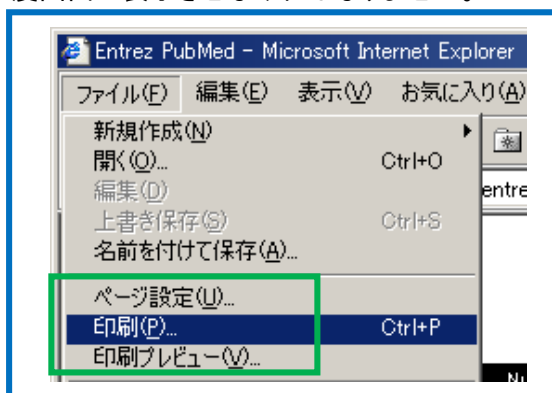 Entrez PubMed - Microsoft Internet Explorer
ファイル(F) 編集(E) 表示(V) お気に入り(A)
新規作成(N)
開く(O)... Ctrl+O
entre
編集(D)
上書き保存(S) Ctrl+S
名前を付けて保存(A)...
ページ設定(U)...
印刷(P)... Ctrl+P
印刷プレビュー(V)...